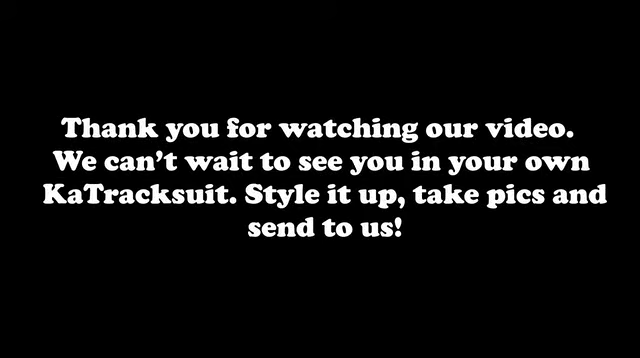 Thank you for watching our video.
We can't wait to see you in your own
KaTracksuit. Style it up, take pics and
send to us!